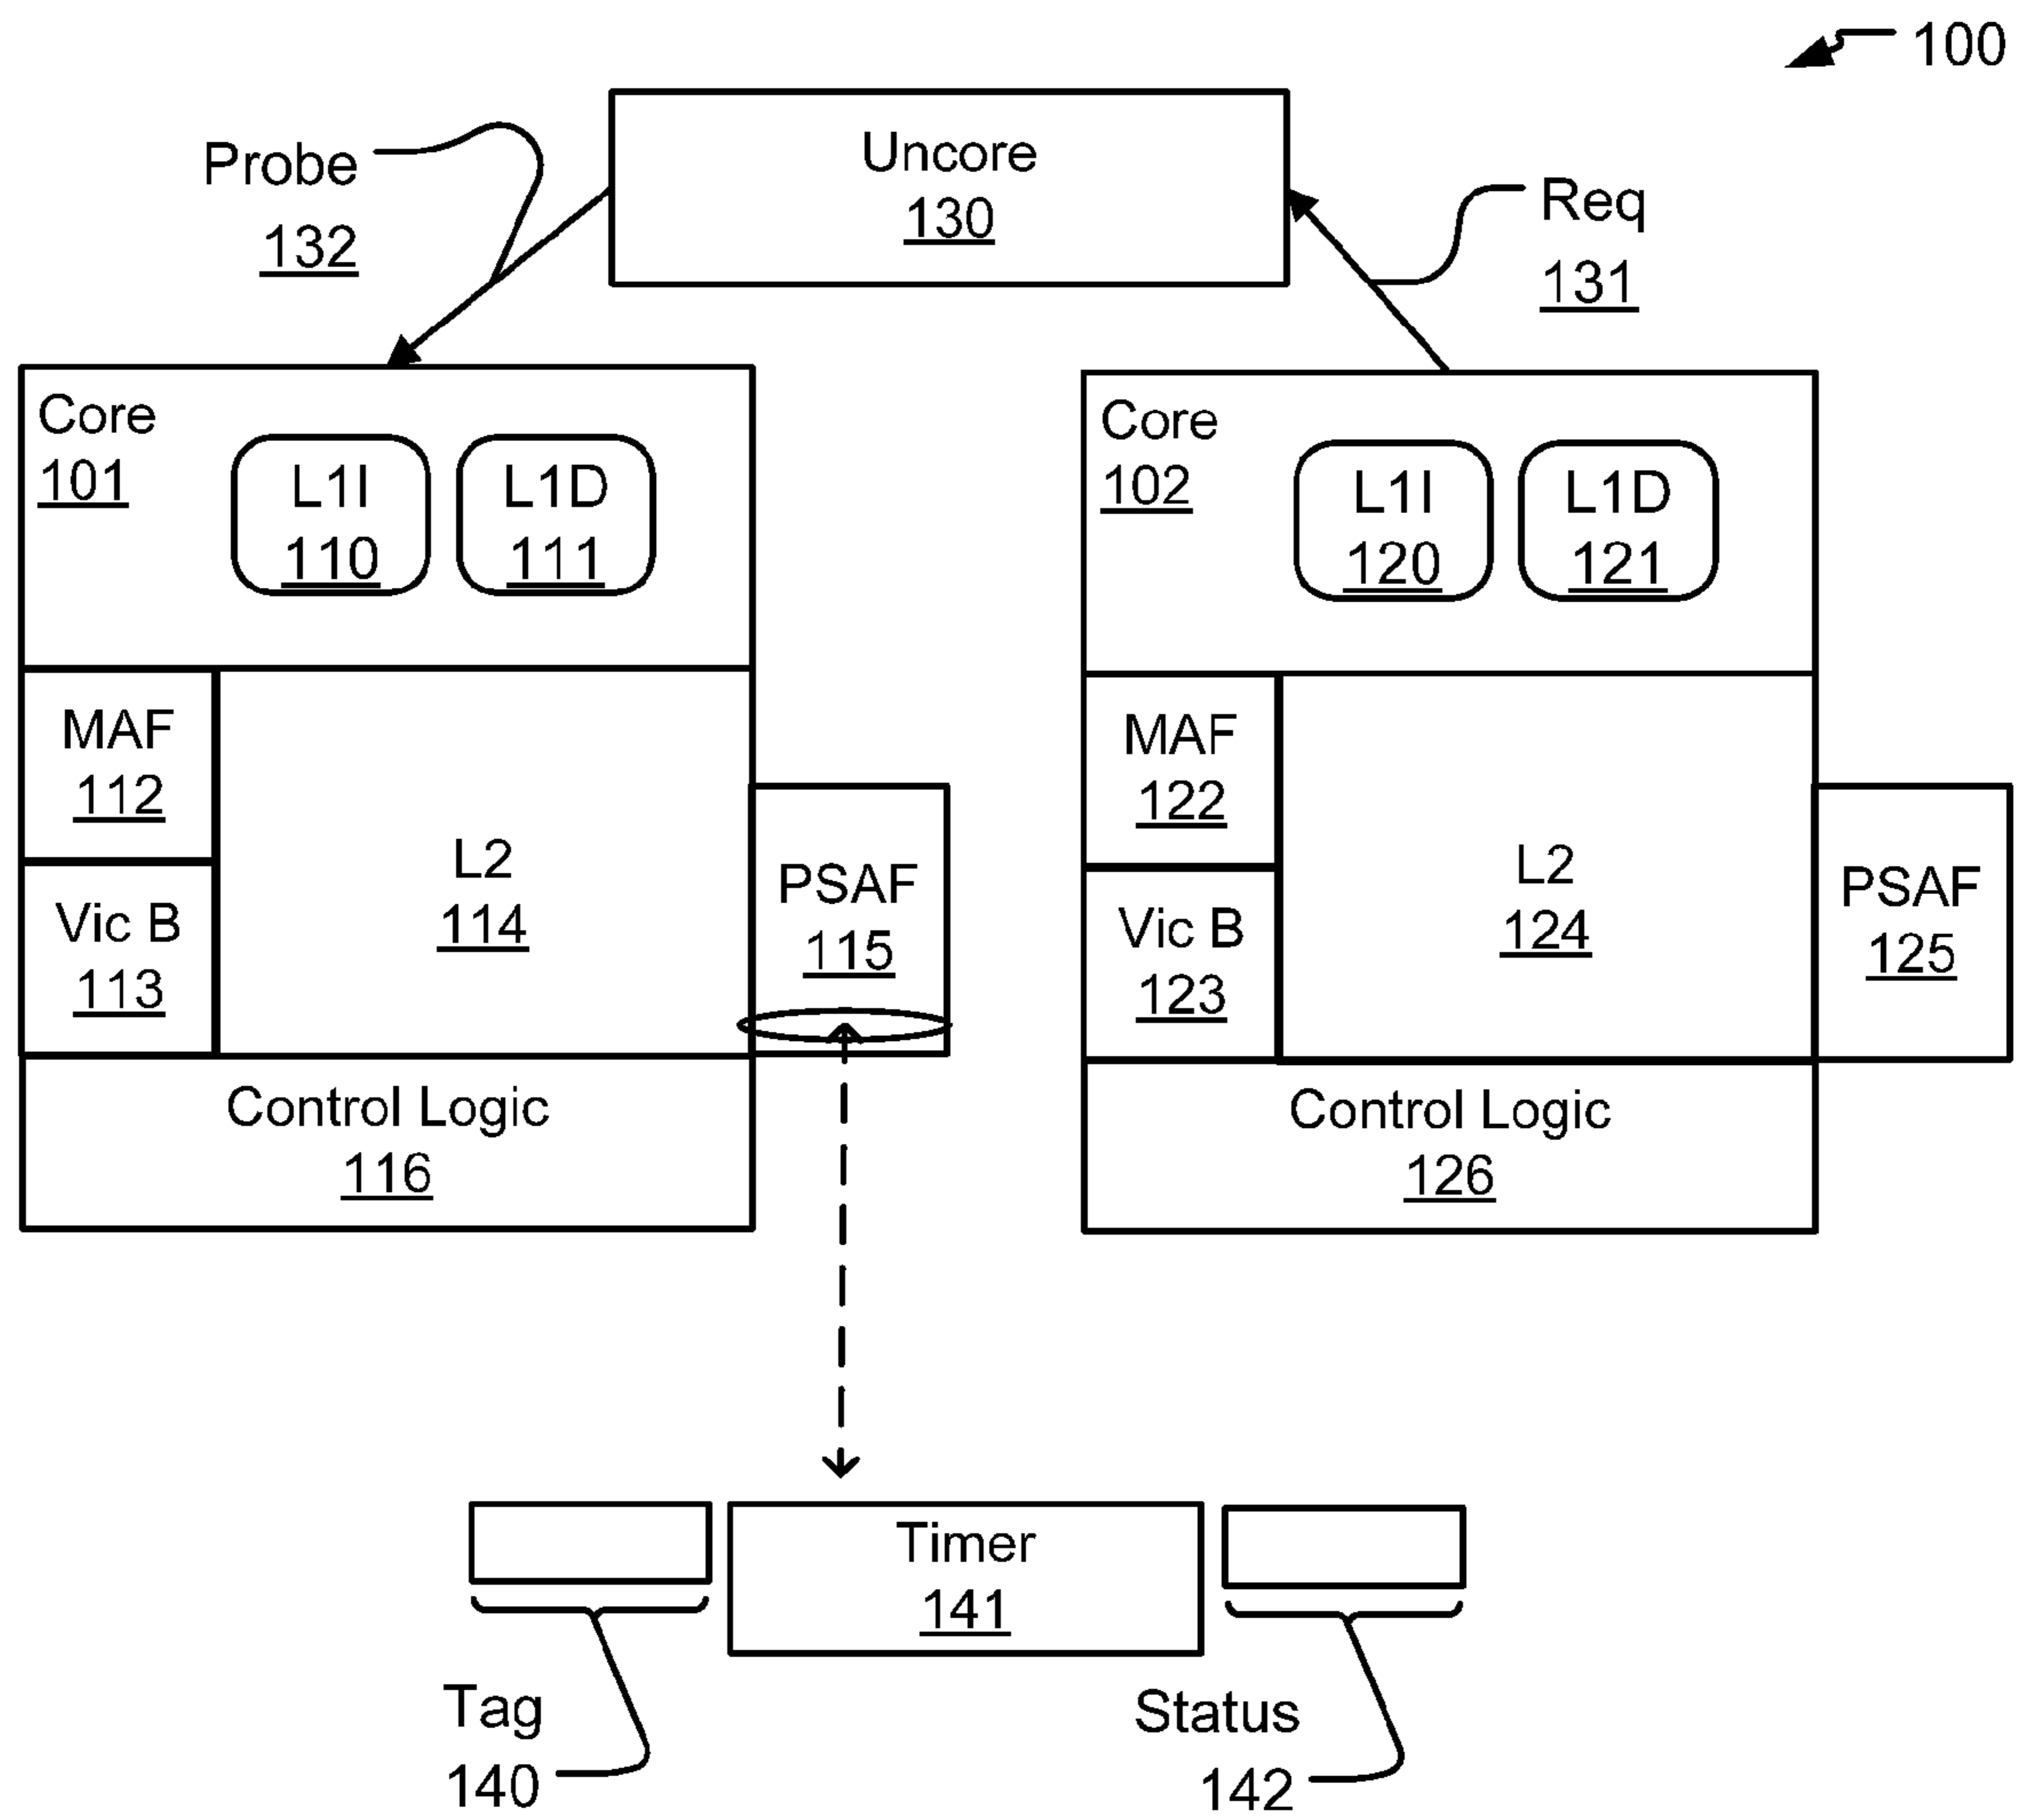 100
Uncore
130
Probe
132
Req
131
Core
101
L1I
110
L1D
111
MAF
112
Vic B
113
L2
114
PSAF
115
Control Logic
116
Core
102
L1I
120
L1D
121
MAF
122
Vic B
123
L2
124
PSAF
125
Control Logic
126
Timer
141
Tag
140
Status
142